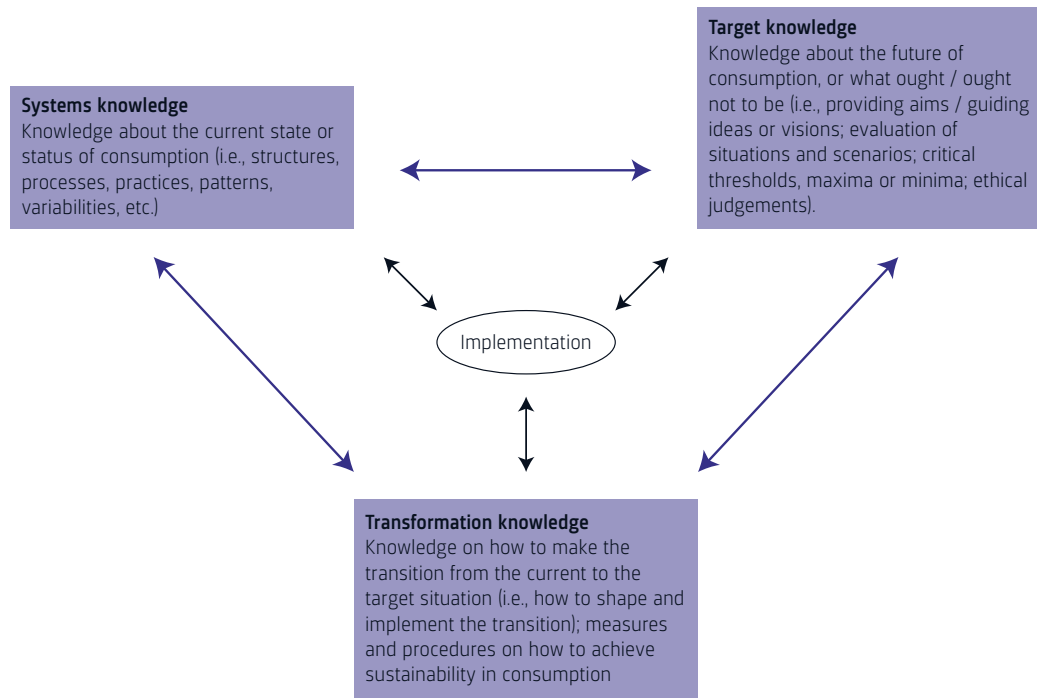 Target knowledge
Knowledge about the future of
consumption, or what ought / ought
not to be (i.e., providing aims / guiding
ideas or visions; evaluation of
situations and scenarios; critical
thresholds, maxima or minima; ethical
judgements).
Systems knowledge
Knowledge about the current state or
status of consumption (i.e., structures,
processes, practices, patterns,
variabilities, etc.)
Implementation
Transformation knowledge
Knowledge on how to make the
transition from the current to the
target situation (i.e., how to shape and
implement the transition); measures
and procedures on how to achieve
sustainability in consumption